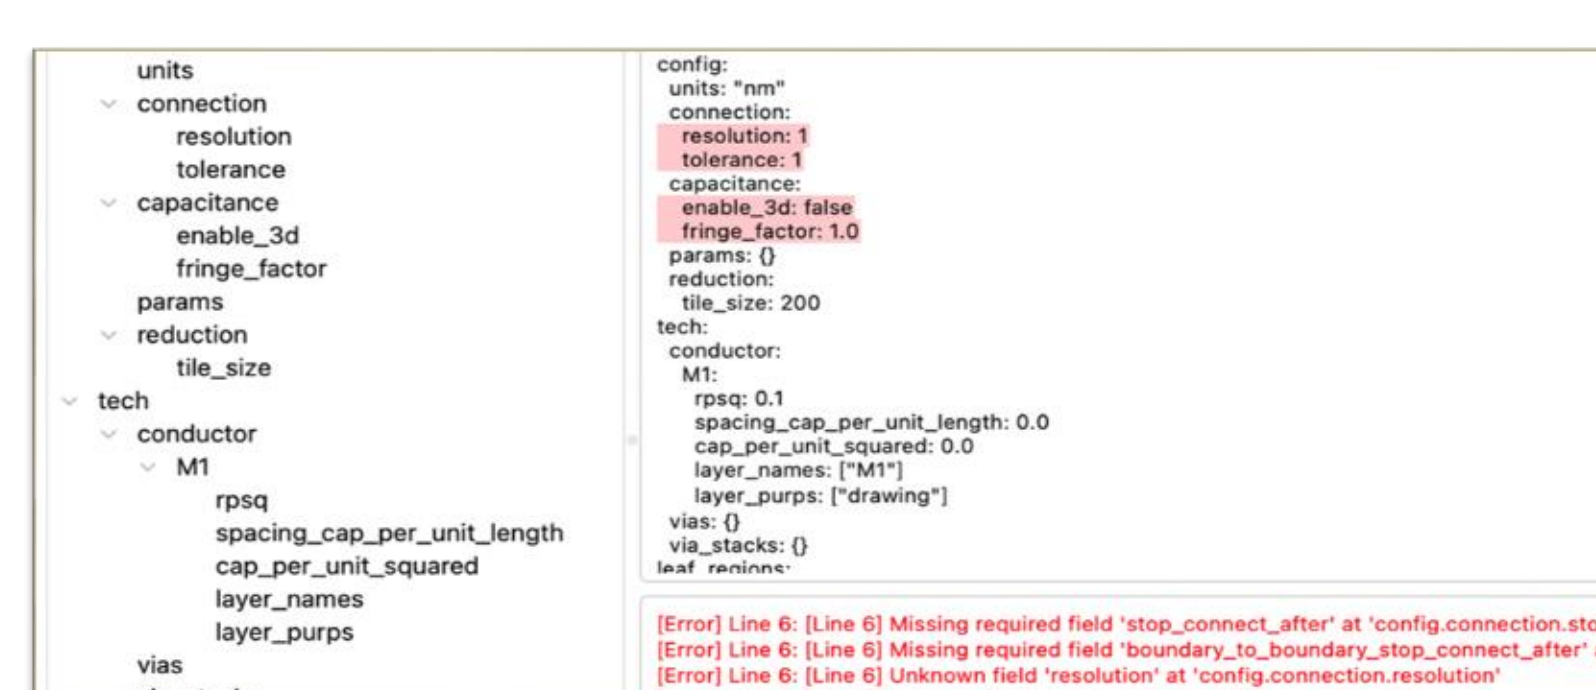 units
connection
resolution
tolerance
capacitance
enable_3d
fringe_factor
params
reduction
tile_size
tech
conductor
M1
rpsq
spacing_cap_per_unit_length
cap_per_unit_squared
layer_names
layer_purps
vias
config:
units: "nm"
connection:
resolution: 1
tolerance: 1
capacitance:
enable_3d: false
fringe_factor: 1.0
params: {}
reduction:
tile_size: 200
tech:
conductor:
M1:
rpsq: 0.1
spacing_cap_per_unit_length: 0.0
cap_per_unit_squared: 0.0
layer_names: ["M1"]
layer_purps: ["drawing"]
vias: {}
via_stacks: {}
leaf_regions:
[Error] Line 6: [Line 6] Missing required field 'stop_connect_after' at 'config.connection.sto
[Error] Line 6: [Line 6] Missing required field 'boundary_to_boundary_stop_connect_after'
[Error] Line 6: [Line 6] Unknown field 'resolution' at 'config.connection.resolution'